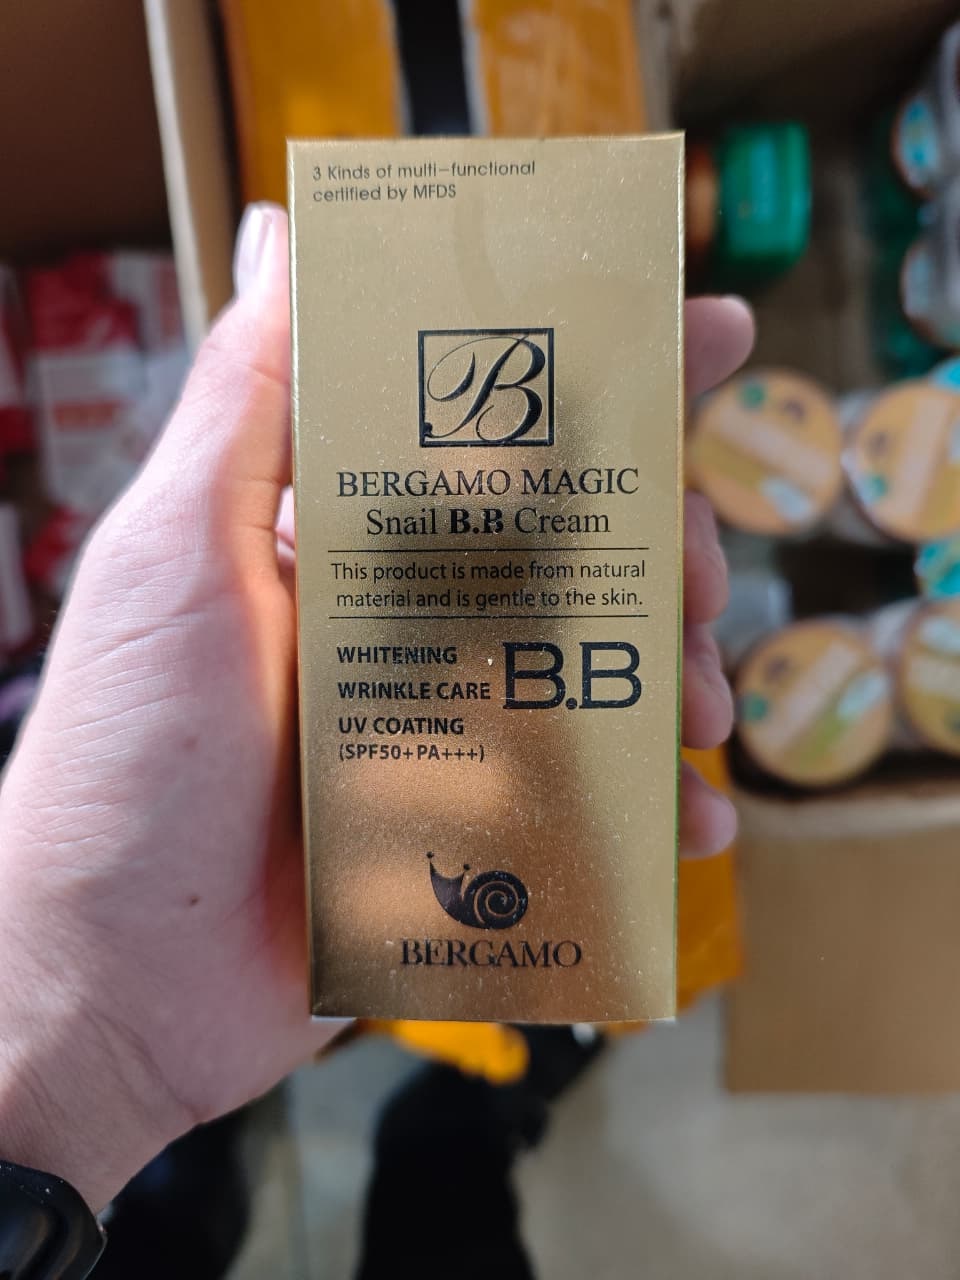 3 Kinds of multi-functional
certified by MFDS
B
BERGAMO MAGIC
Snail B.B Cream
This product is made from natural
material and is gentle to the skin.
WHITENING
WRINKLE CARE
UV COATING
(SPF50+PA+++)
B.B
BERGAMO